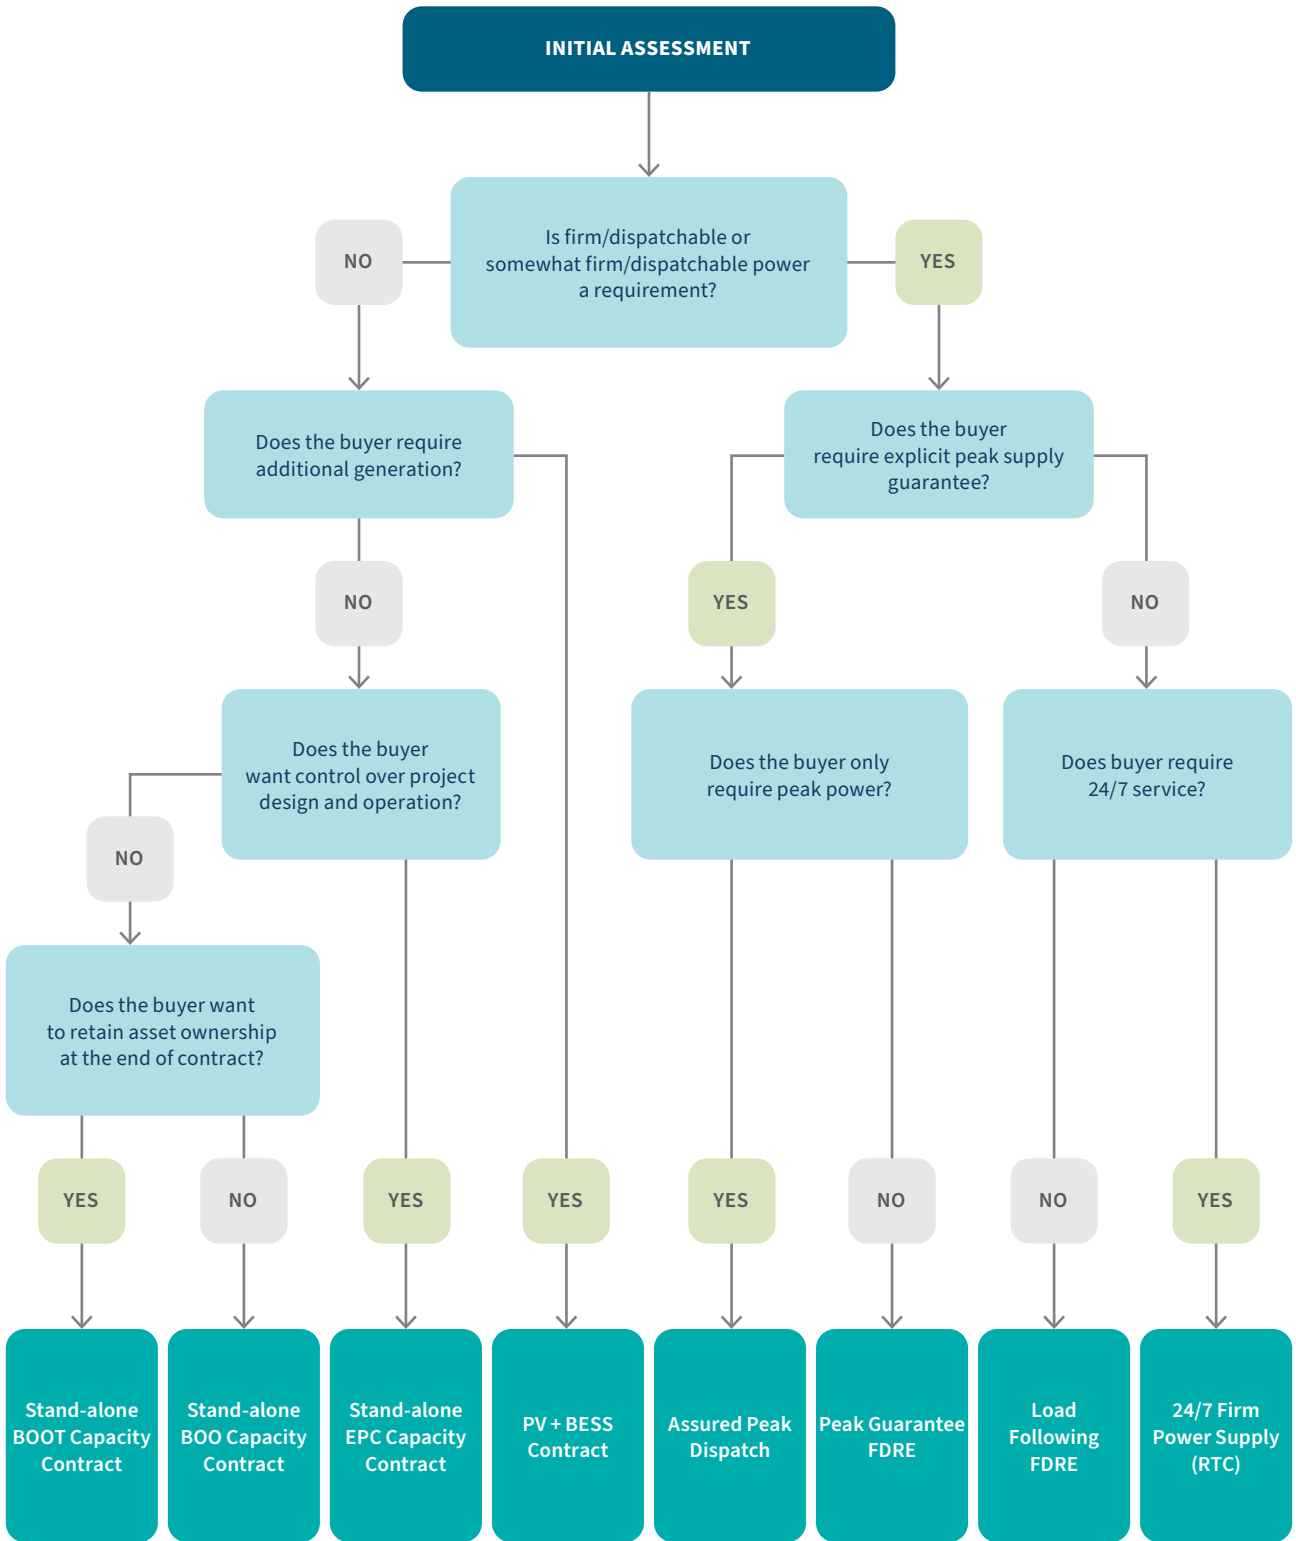 INITIAL ASSESSMENT
Is firm/dispatchable or
somewhat firm/dispatchable power
a requirement?
NO
YES
Does the buyer require
additional generation?
Does the buyer
require explicit peak supply
guarantee?
NO
YES
NO
Does the buyer
want control over project
design and operation?
Does the buyer only
require peak power?
Does buyer require
24/7 service?
NO
Does the buyer want
to retain asset ownership
at the end of contract?
YES
NO
YES
YES
YES
NO
NO
YES
Stand-alone
BOOT Capacity
Contract
Stand-alone
BOO Capacity
Contract
Stand-alone
EPC Capacity
Contract
PV + BESS
Contract
Assured Peak
Dispatch
Peak Guarantee
FDRE
Load
Following
FDRE
24/7 Firm
Power Supply
(RTC)